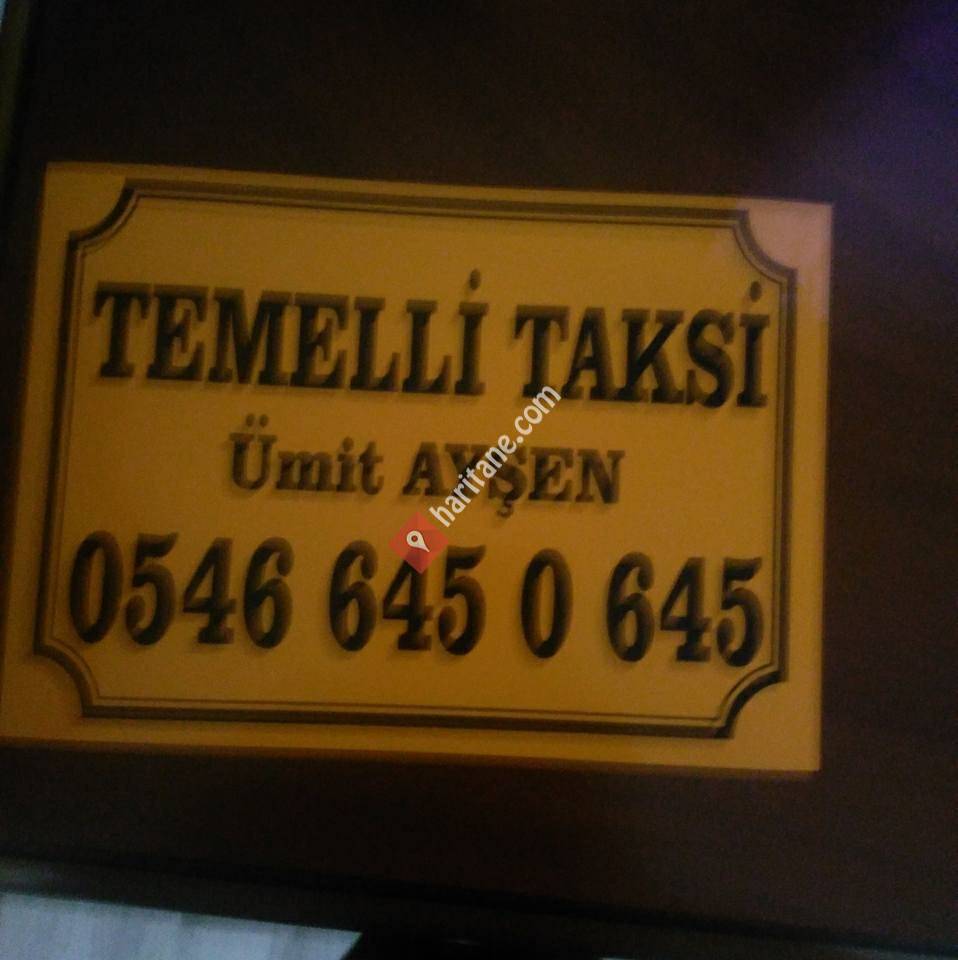 TEMELLİ TAKSİ
Ümit AYŞEN
0546 645 0 645
haritane.com